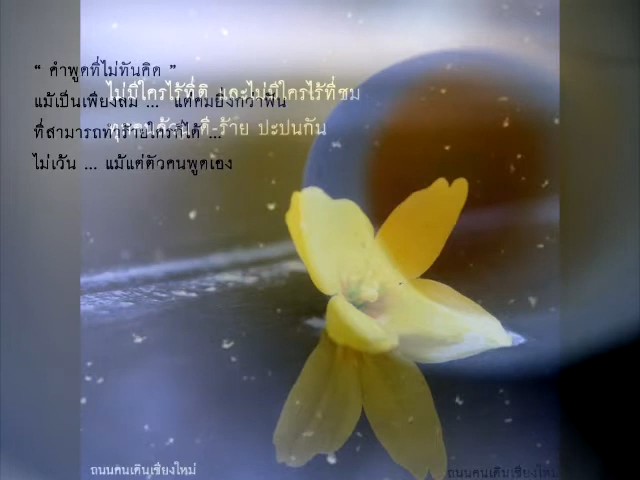 “ คำพูดที่ไม่ทันคิด ”
ไม่มีใครไร้ที่ติ และไม่มีใครไร้ที่ชม
แม้เป็นเพียงลม ... แต่คมยิ่งกว่าฟัน
ดี-ร้าย ปะปนกัน
ที่สามารถทำร้ายใครก็ได้ ...
ไม่เว้น ... แม้แต่ตัวคนพูดเอง
ถนนคนเดินเชียงใหม่
ถนนคนเดินเชียงใหม่